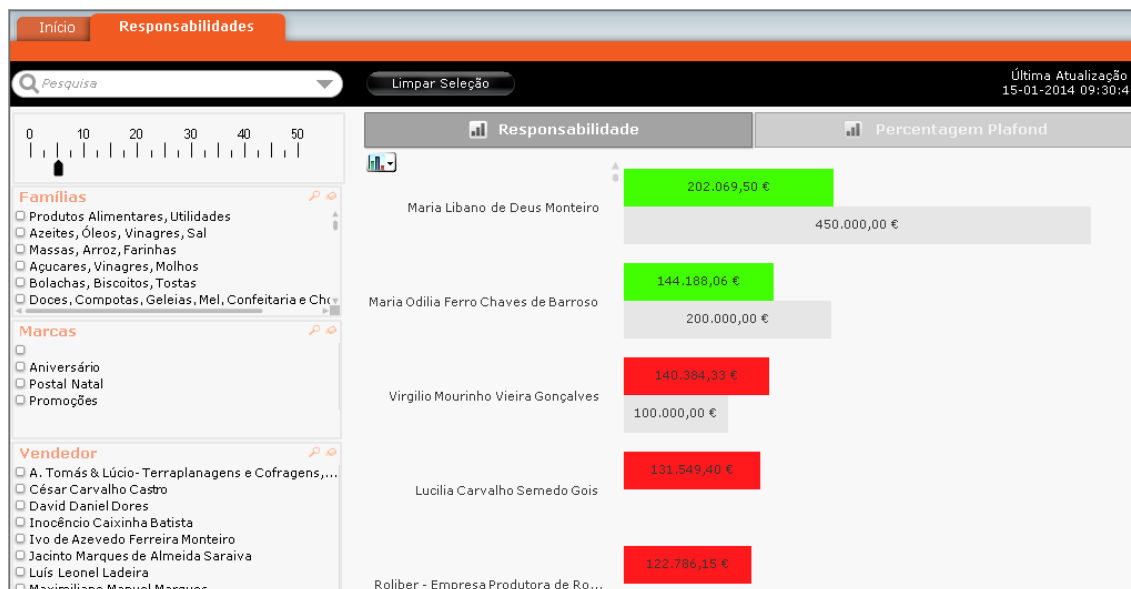 Início
Responsabilidades
Pesquisa
Limpar Seleção
Última Atualização
15-01-2014 09:30:4
0 10 20 30 40 50
Famílias
Produtos Alimentares, Utilidades
Azeites, Óleos, Vinagres, Sal
Massas, Arroz, Farinhas
Açucares, Vinagres, Molhos
Bolachas, Biscoitos, Tostas
Doces, Compotas, Geleias, Mel, Confeitaria e Cho
Marcas
Aniversário
Postal Natal
Promoções
Vendedor
A. Tomás & Lúcio- Terraplanagens e Cofragens,...
César Carvalho Castro
David Daniel Dores
Inocêncio Caixinha Batista
Ivo de Azevedo Ferreira Monteiro
Jacinto Marques de Almeida Saraiva
Luís Leonel Ladeira
Maximiliano Manuel Marques
Responsabilidade
Percentagem Plafond
Maria Libano de Deus Monteiro
202.069,50 €
450.000,00 €
Maria Odilia Ferro Chaves de Barroso
144.188,06 €
200.000,00 €
Virgilio Mourinho Vieira Gonçalves
140.384,33 €
100.000,00 €
Lucilia Carvalho Semedo Gois
131.549,40 €
Roliber - Empresa Produtora de Ro...
122.786,15 €